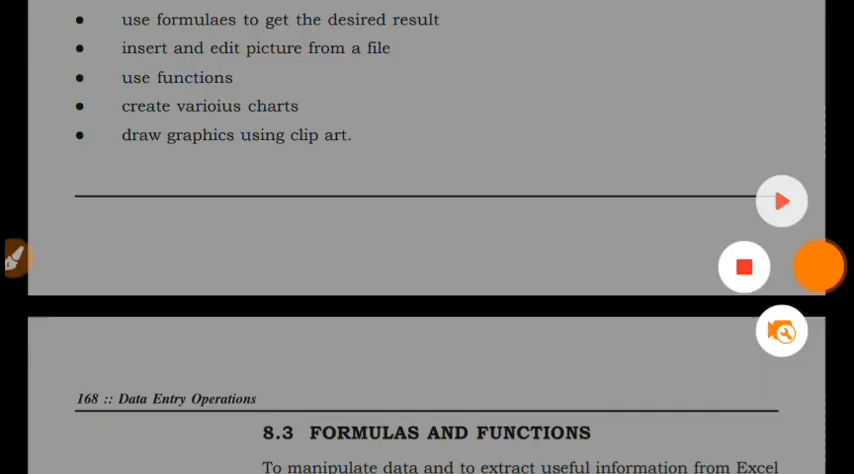 • use formulaes to get the desired result
• insert and edit picture from a file
• use functions
• create varioius charts
• draw graphics using clip art.
168 :: Data Entry Operations
8.3 FORMULAS AND FUNCTIONS
To manipulate data and to extract useful information from Excel